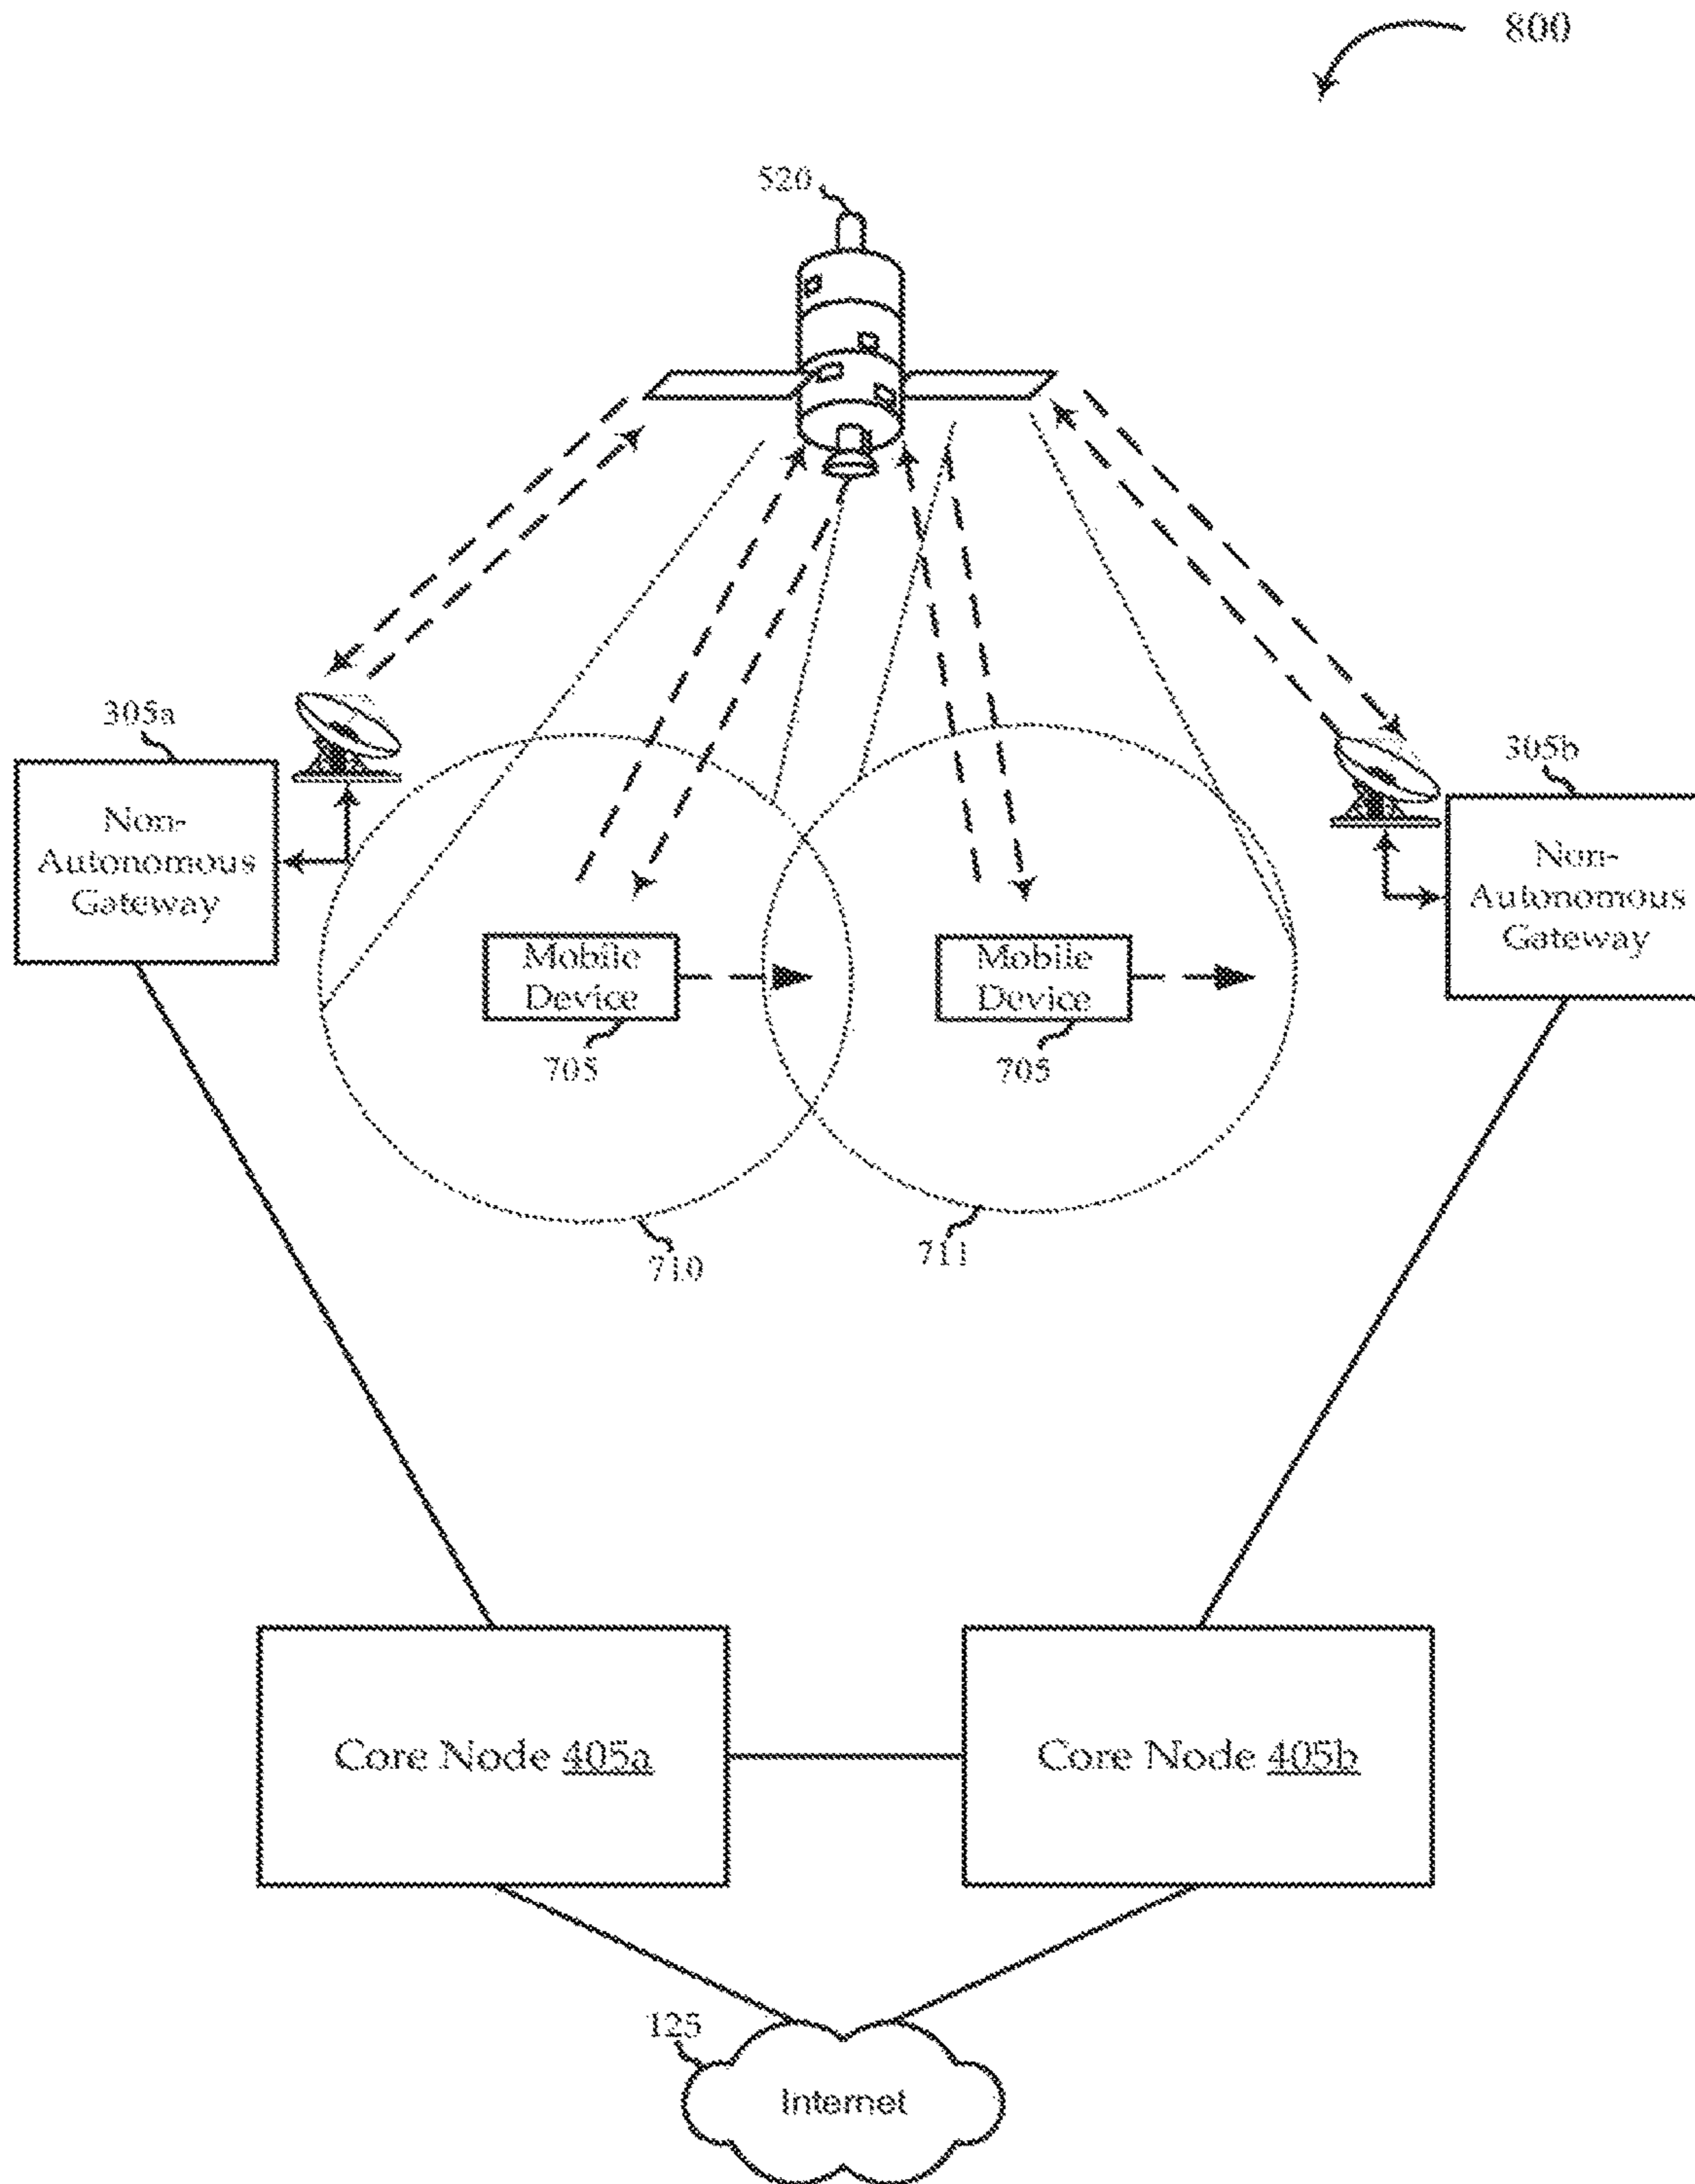 800
520
305a
Non-
Autonomous
Gateway
305b
Non-
Autonomous
Gateway
Mobile
Device
705
Mobile
Device
705
710
711
Core Node 405a
Core Node 405b
125
Internet